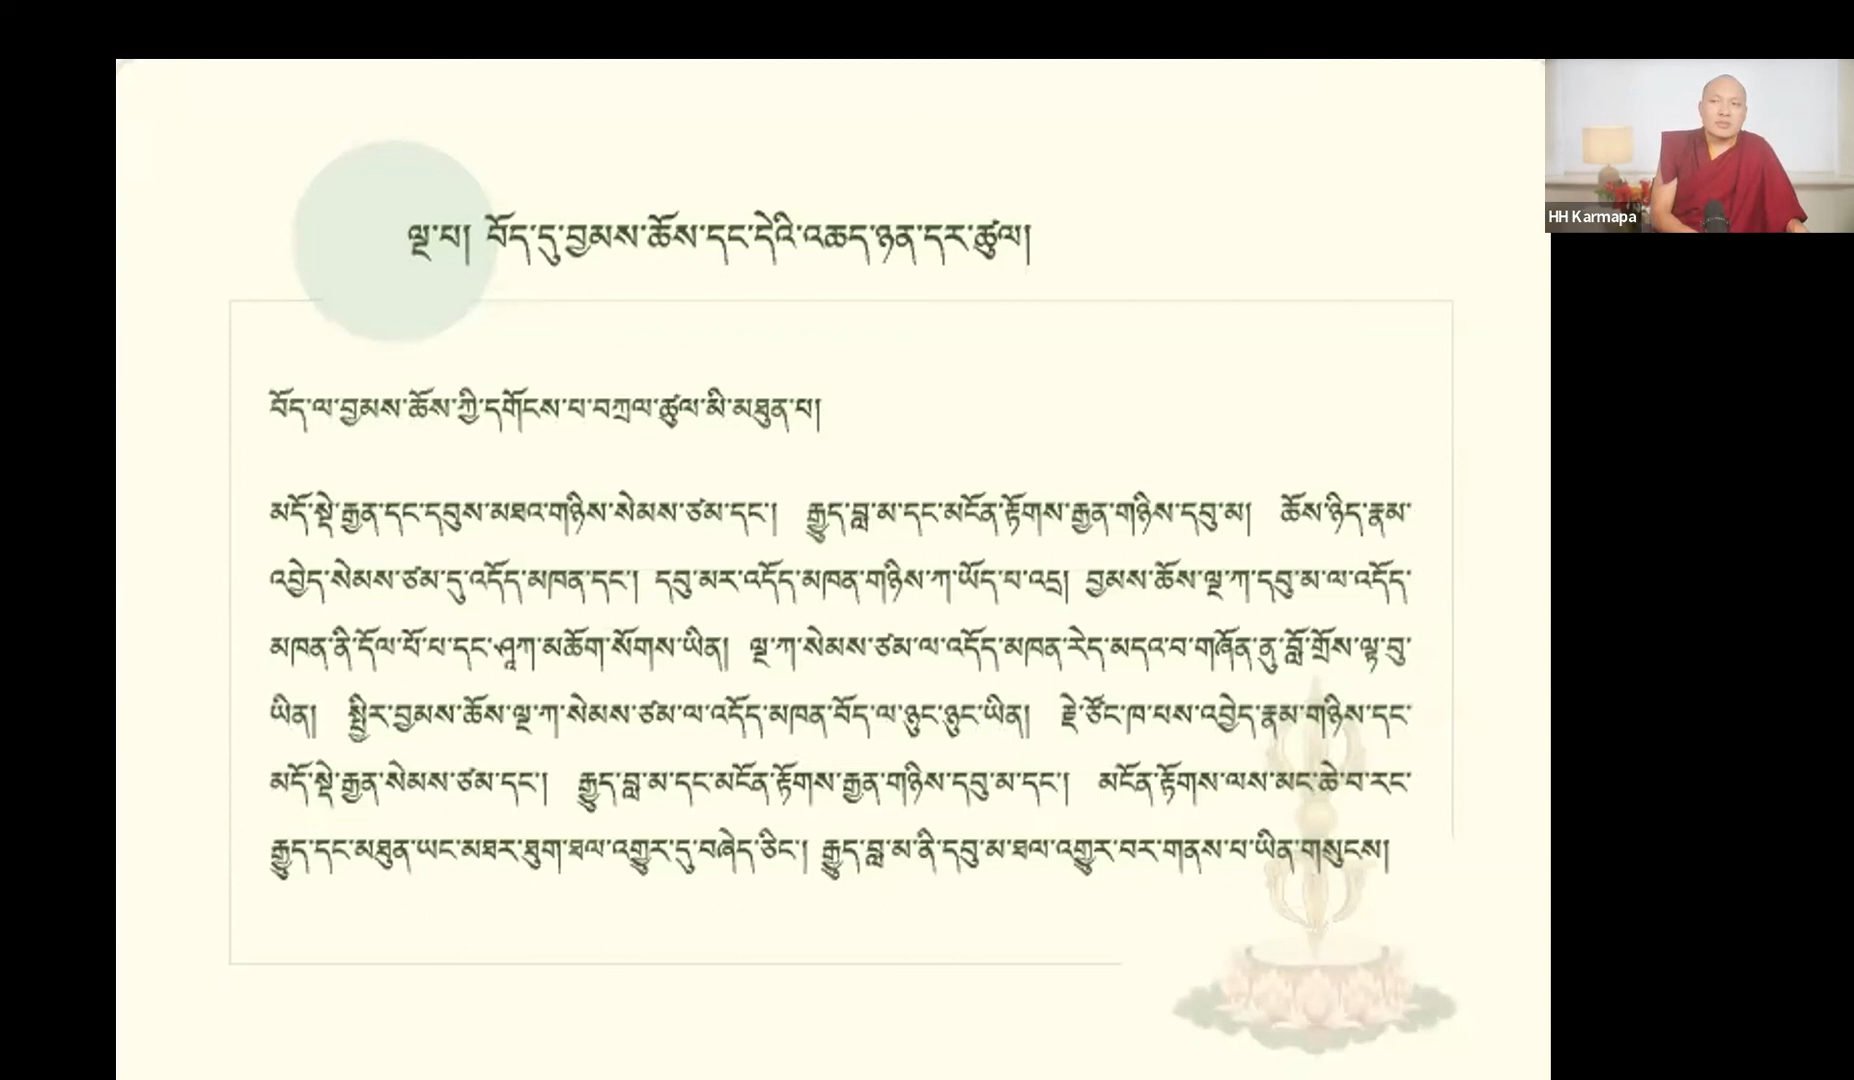 ལྔ་པ། བོད་དུ་བྱམས་ཆོས་དང་དེའི་འཆད་ཉན་དར་ཚུལ།
HH Karmapa
བོད་ལ་བྱམས་ཆོས་ཀྱི་དགོངས་པ་བཀྲལ་ཚུལ་མི་མཐུན་པ།
མདོ་སྡེ་རྒྱན་དང་དབུས་མཐའ་གཉིས་སེམས་ཙམ་དང་། རྒྱུད་བླ་མ་དང་མངོན་རྟོགས་རྒྱན་གཉིས་དབུ་མ། ཆོས་ཉིད་རྣམ་
འབྱེད་སེམས་ཙམ་དུ་འདོད་མཁན་དང་། དབུ་མར་འདོད་མཁན་གཉིས་ཀ་ཡོད་པ་འདྲ། བྱམས་ཆོས་ལྔ་ཀ་དབུ་མ་ལ་འདོད་
མཁན་ནི་དོལ་པོ་པ་དང་ཤཱཀ་མཆོག་སོགས་ཡིན། ལྔ་ཀ་སེམས་ཙམ་ལ་འདོད་མཁན་རེད་མདའ་བ་གཞོན་ནུ་བློ་གྲོས་ལྟ་བུ་
ཡིན། སྤྱིར་བྱམས་ཆོས་ལྔ་ཀ་སེམས་ཙམ་ལ་འདོད་མཁན་བོད་ལ་ཉུང་ཉུང་ཡིན། རྗེ་ཙོང་ཁ་པས་འབྱེད་རྣམ་གཉིས་དང་
མདོ་སྡེ་རྒྱན་སེམས་ཙམ་དང་། རྒྱུད་བླ་མ་དང་མངོན་རྟོགས་རྒྱན་གཉིས་དབུ་མ་དང་། མངོན་རྟོགས་ལས་མང་ཆེ་བ་རང་
རྒྱུད་དང་མཐུན་ཡང་མཐར་ཐུག་ཐལ་འགྱུར་དུ་བཞེད་ཅིང་། རྒྱུད་བླ་མ་ནི་དབུ་མ་ཐལ་འགྱུར་བར་གནས་པ་ཡིན་གསུངས།